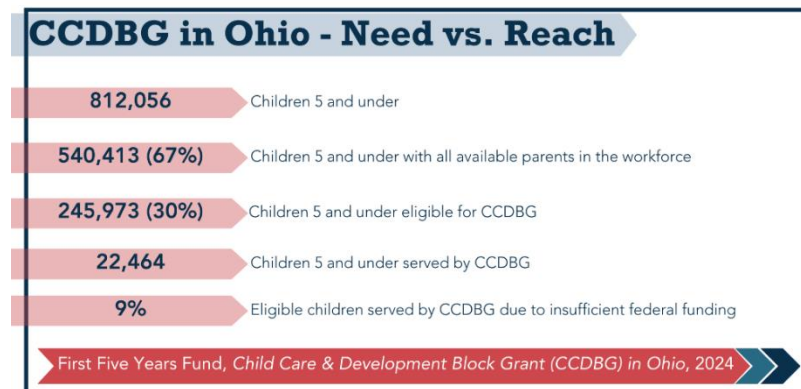 CCDBG in Ohio - Need vs. Reach
812,056 Children 5 and under
540,413 (67%) Children 5 and under with all available parents in the workforce
245,973 (30%) Children 5 and under eligible for CCDBG
22,464 Children 5 and under served by CCDBG
9% Eligible children served by CCDBG due to insufficient federal funding
First Five Years Fund, Child Care & Development Block Grant (CCDBG) in Ohio, 2024